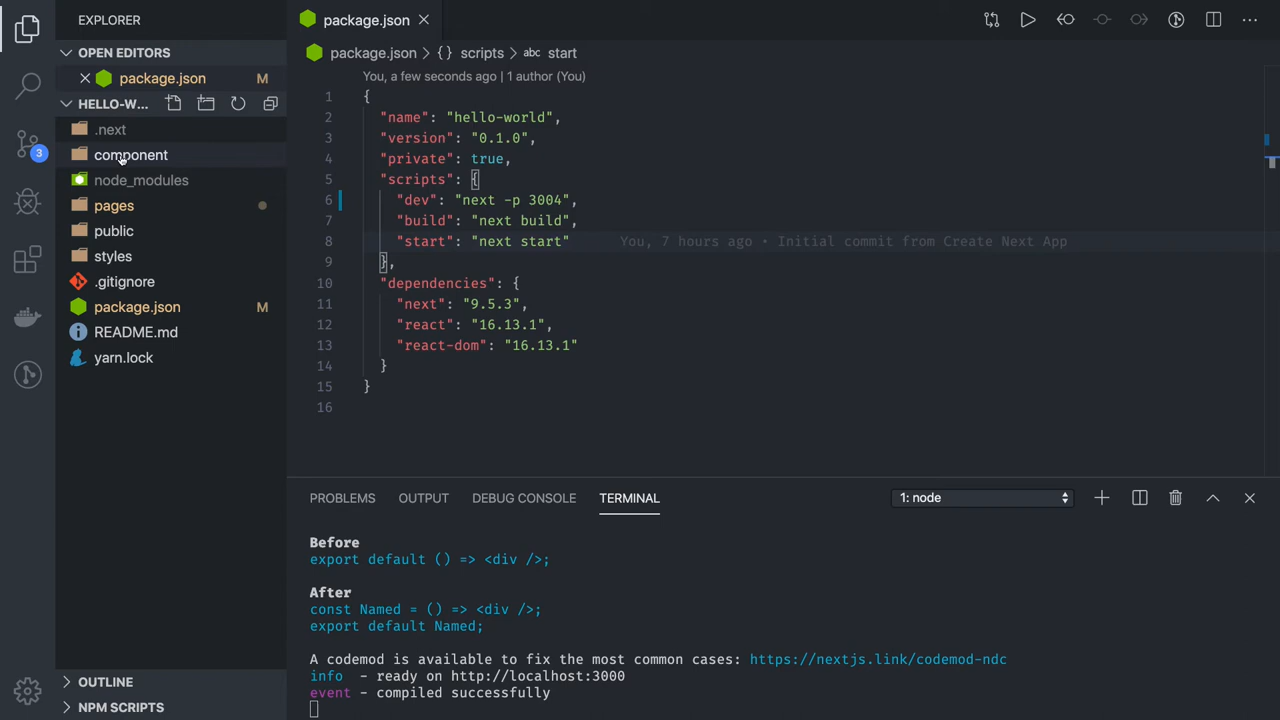 EXPLORER
OPEN EDITORS
package.json M
HELLO-W...
.next
component
node_modules
pages
public
styles
.gitignore
package.json M
README.md
yarn.lock
OUTLINE
NPM SCRIPTS
3
package.json
package.json > {} scripts > abc start
You, a few seconds ago | 1 author (You)
1 {
2 "name": "hello-world",
3 "version": "0.1.0",
4 "private": true,
5 "scripts": {
6 "dev": "next -p 3004",
7 "build": "next build",
8 "start": "next start" You, 7 hours ago • Initial commit from Create Next App
9 },
10 "dependencies": {
11 "next": "9.5.3",
12 "react": "16.13.1",
13 "react-dom": "16.13.1"
14 }
15 }
16
PROBLEMS OUTPUT DEBUG CONSOLE TERMINAL 1: node
Before
export default () => <div />;
After
const Named = () => <div />;
export default Named;
A codemod is available to fix the most common cases: https://nextjs.link/codemod-ndc
info - ready on http://localhost:3000
event - compiled successfully